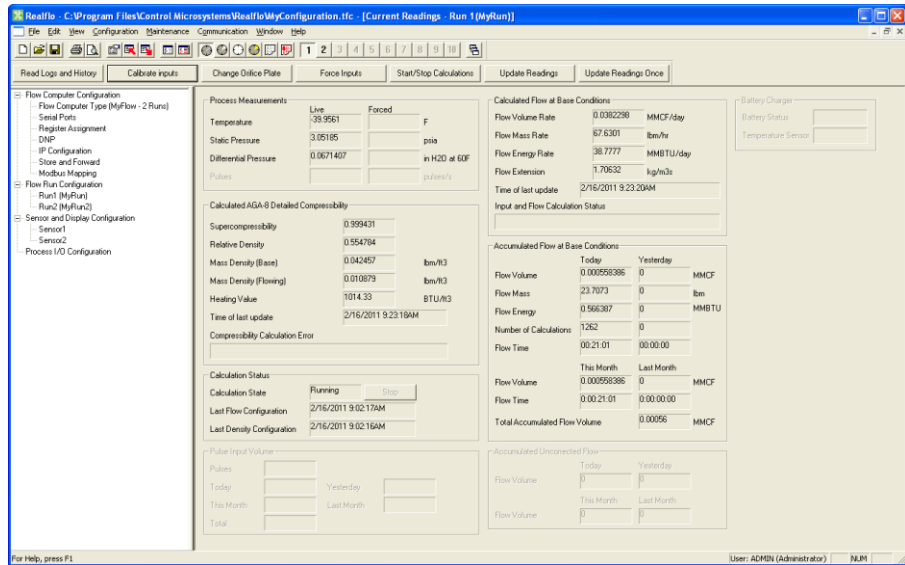 Realflo - C:\Program Files\Control Microsystems\Realflo\MyConfiguration.tfc - [Current Readings - Run 1(MyRun)]
File Edit View Configuration Maintenance Communication Window Help
1 2 3 4 5 6 7 8 9 10
Read Logs and History Calibrate inputs Change Orifice Plate Force Inputs Start/Stop Calculations Update Readings Update Readings Once
Flow Computer Configuration
Flow Computer Type (MyFlow - 2 Runs)
Serial Ports
Register Assignment
DNP
IP Configuration
Store and Forward
Modbus Mapping
Flow Run Configuration
Run1 (MyRun)
Run2 (MyRun2)
Sensor and Display Configuration
Sensor1
Sensor2
Process I/O Configuration
Process Measurements
Live Forced
Temperature -39.9561 F
Static Pressure 3.05185 psia
Differential Pressure 0.0671407 in H2O at 60F
Pulses pulses/s
Calculated AGA-8 Detailed Compressibility
Supercompressibility 0.999431
Relative Density 0.554784
Mass Density (Base) 0.042457 lbm/ft3
Mass Density (Flowing) 0.010879 lbm/ft3
Heating Value 1014.33 BTU/ft3
Time of last update 2/16/2011 9:23:18AM
Compressibility Calculation Error
Calculation Status
Calculation State Running Stop
Last Flow Configuration 2/16/2011 9:02:17AM
Last Density Configuration 2/16/2011 9:02:16AM
Pulse Input Volume
Pulses
Today Yesterday
This Month Last Month
Total
Calculated Flow at Base Conditions
Flow Volume Rate 0.0382298 MMCF/day
Flow Mass Rate 67.6301 lbm/hr
Flow Energy Rate 38.7777 MMBTU/day
Flow Extension 1.70632 kg/m3s
Time of last update 2/16/2011 9:23:20AM
Input and Flow Calculation Status
Accumulated Flow at Base Conditions
Today Yesterday
Flow Volume 0.000558386 0 MMCF
Flow Mass 23.7073 0 lbm
Flow Energy 0.566387 0 MMBTU
Number of Calculations 1262 0
Flow Time 00:21:01 00:00:00
This Month Last Month
Flow Volume 0.000558386 0 MMCF
Flow Time 0:00:21:01 0:00:00:00
Total Accumulated Flow Volume 0.00056 MMCF
Accumulated Uncorrected Flow
Today Yesterday
Flow Volume 0 0
This Month Last Month
Flow Volume 0 0
Battery Charger
Battery Status
Temperature Sensor
For Help, press F1 User: ADMIN (Administrator) NUM